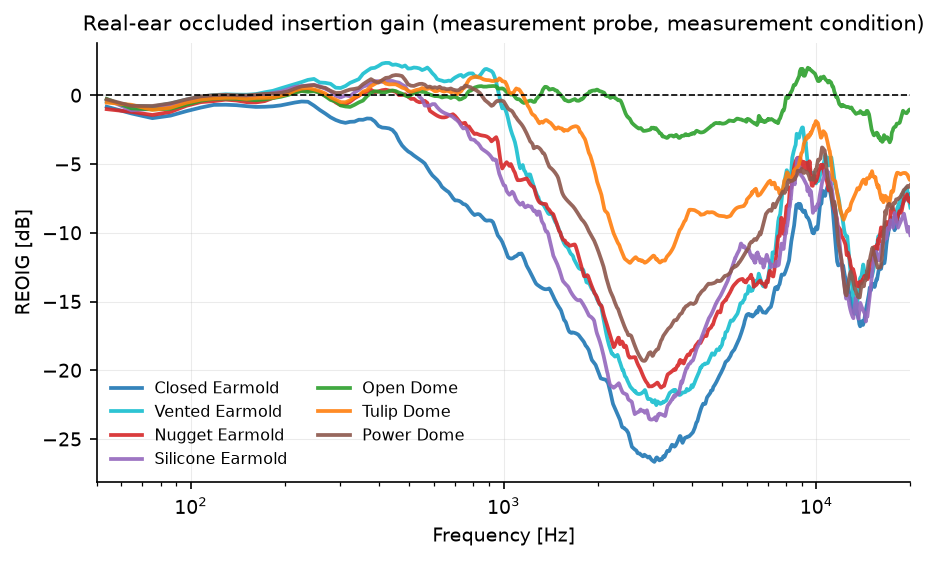 Real-ear occluded insertion gain (measurement probe, measurement condition)
REOIG [dB]
0
−5
−10
−15
−20
−25
Closed Earmold
Vented Earmold
Nugget Earmold
Silicone Earmold
Open Dome
Tulip Dome
Power Dome
10²
10³
10⁴
Frequency [Hz]